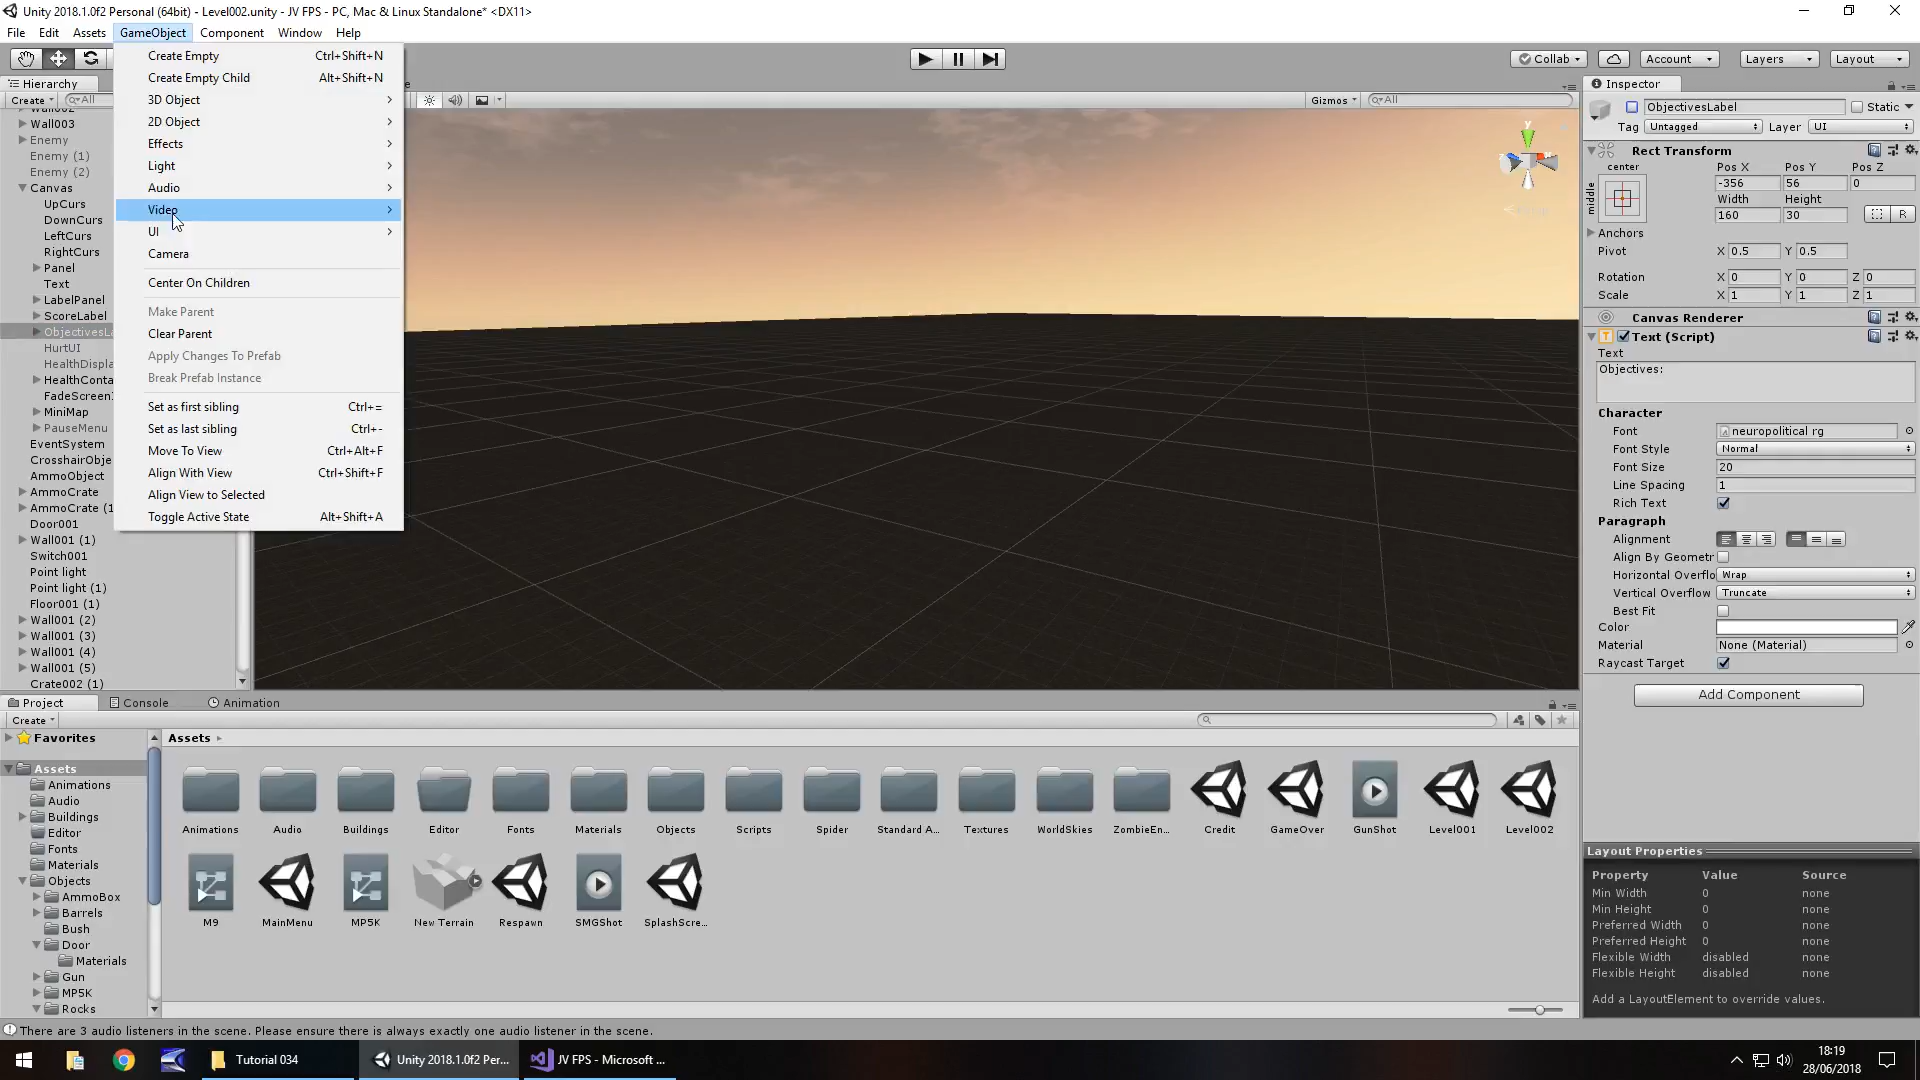 Unity 2018.1.0f2 Personal (64bit) - Level002.unity - JV FPS - PC, Mac & Linux Standalone* <DX11>
File Edit Assets GameObject Component Window Help
Collab Account Layers Layout
Hierarchy
Create All
Wall002
Wall003
Enemy
Enemy (1)
Enemy (2)
Canvas
UpCurs
DownCurs
LeftCurs
RightCurs
Panel
Text
LabelPanel
ScoreLabel
ObjectivesLa
HurtUI
HealthDispla
HealthConta
FadeScreen
MiniMap
PauseMenu
EventSystem
CrosshairObje
AmmoObject
AmmoCrate
AmmoCrate (1
Door001
Wall001 (1)
Switch001
Point light
Point light (1)
Floor001 (1)
Wall001 (2)
Wall001 (3)
Wall001 (4)
Wall001 (5)
Crate002 (1)
Create Empty Ctrl+Shift+N
Create Empty Child Alt+Shift+N
3D Object
2D Object
Effects
Light
Audio
Video
UI
Camera
Center On Children
Make Parent
Clear Parent
Apply Changes To Prefab
Break Prefab Instance
Set as first sibling Ctrl+=
Set as last sibling Ctrl+-
Move To View Ctrl+Alt+F
Align With View Ctrl+Shift+F
Align View to Selected
Toggle Active State Alt+Shift+A
Gizmos All
y
Inspector
ObjectivesLabel Static
Tag Untagged Layer UI
Rect Transform
center Pos X Pos Y Pos Z
-356 56 0
middle Width Height
160 30 R
Anchors
Pivot X 0.5 Y 0.5
Rotation X 0 Y 0 Z 0
Scale X 1 Y 1 Z 1
Canvas Renderer
Text (Script)
Text
Objectives:
Character
Font neuropolitical rg
Font Style Normal
Font Size 20
Line Spacing 1
Rich Text
Paragraph
Alignment
Align By Geometr
Horizontal Overflo Wrap
Vertical Overflow Truncate
Best Fit
Color
Material None (Material)
Raycast Target
Add Component
Layout Properties
Property Value Source
Min Width 0 none
Min Height 0 none
Preferred Width 0 none
Preferred Height 0 none
Flexible Width disabled none
Flexible Height disabled none
Add a LayoutElement to override values.
Project Console Animation
Create
Favorites
Assets
Animations
Audio
Buildings
Editor
Fonts
Materials
Objects
AmmoBox
Barrels
Bush
Door
Materials
Gun
MP5K
Rocks
Assets
Animations Audio Buildings Editor Fonts Materials Objects Scripts Spider Standard A... Textures WorldSkies ZombieEn... Credit GameOver GunShot Level001 Level002
M9 MainMenu MP5K New Terrain Respawn SMGShot SplashScre...
There are 3 audio listeners in the scene. Please ensure there is always exactly one audio listener in the scene.
Tutorial 034 Unity 2018.1.0f2 Per... JV FPS - Microsoft ...
18:19
28/06/2018